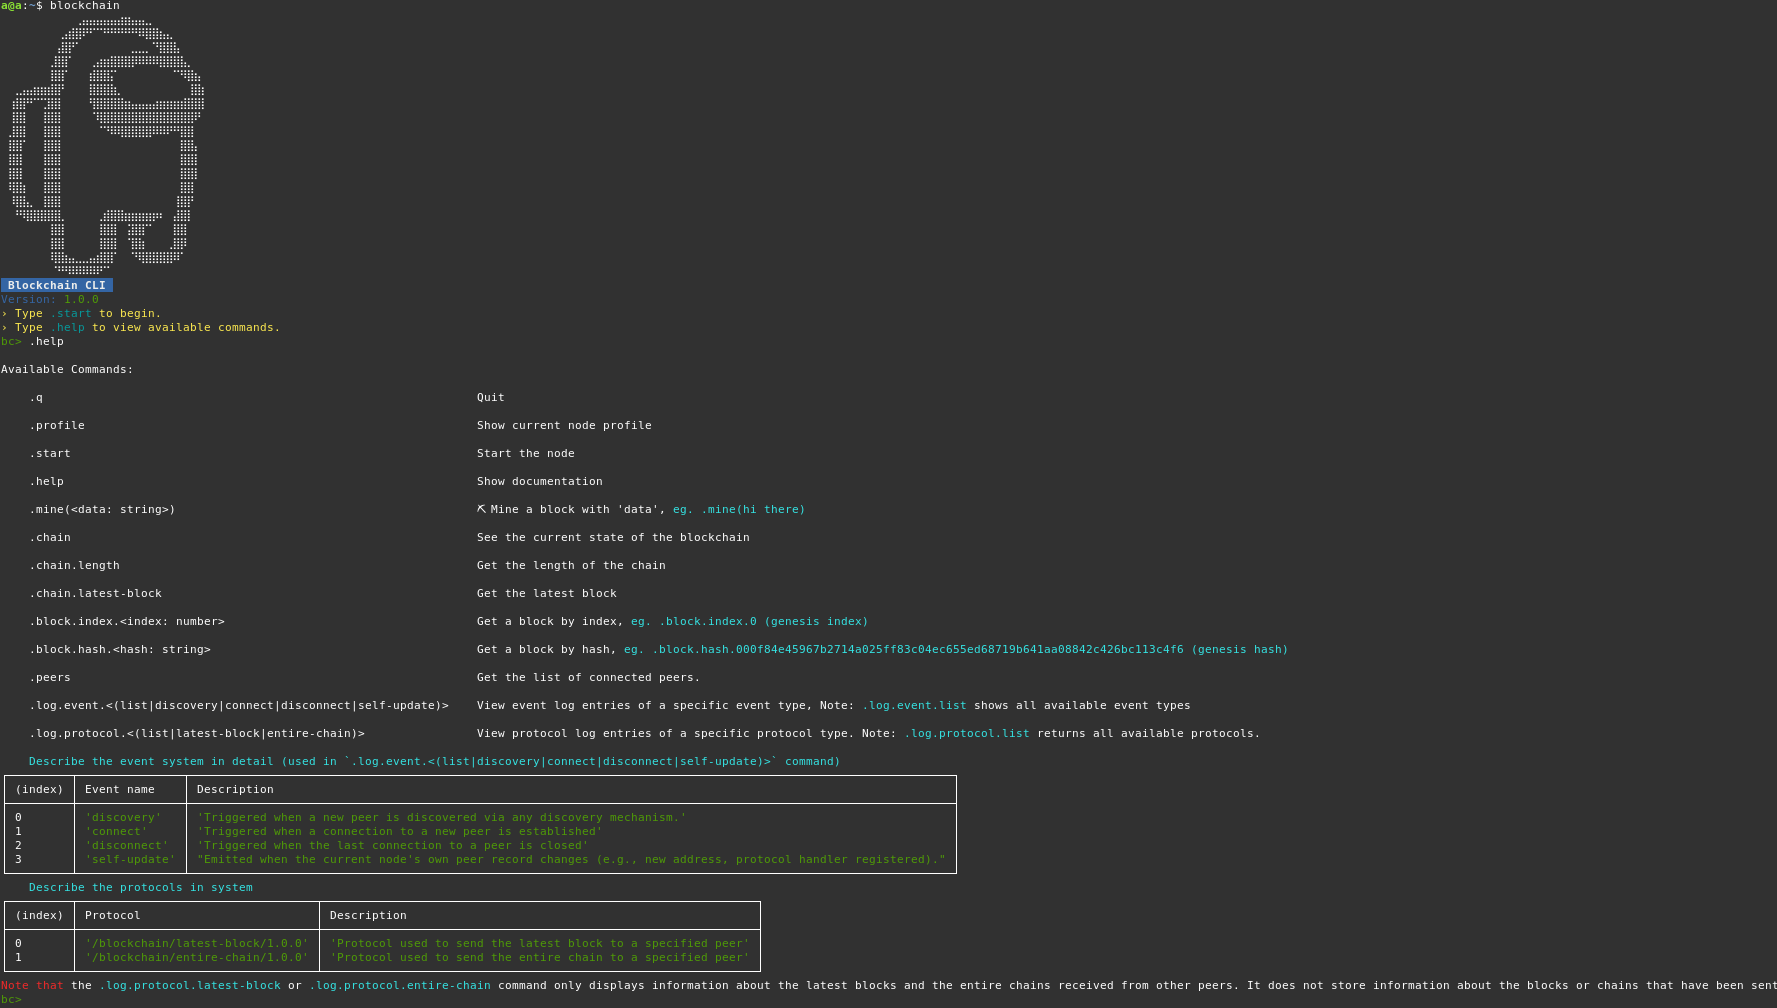 a@a:~$ blockchain
Blockchain CLI
Version: 1.0.0
› Type .start to begin.
› Type .help to view available commands.
bc> .help
Available Commands:
.q Quit
.profile Show current node profile
.start Start the node
.help Show documentation
.mine(<data: string>) ⛏ Mine a block with 'data', eg. .mine(hi there)
.chain See the current state of the blockchain
.chain.length Get the length of the chain
.chain.latest-block Get the latest block
.block.index.<index: number> Get a block by index, eg. .block.index.0 (genesis index)
.block.hash.<hash: string> Get a block by hash, eg. .block.hash.000f84e45967b2714a025ff83c04ec655ed68719b641aa08842c426bc113c4f6 (genesis hash)
.peers Get the list of connected peers.
.log.event.<(list|discovery|connect|disconnect|self-update)> View event log entries of a specific event type, Note: .log.event.list shows all available event types
.log.protocol.<(list|latest-block|entire-chain)> View protocol log entries of a specific protocol type. Note: .log.protocol.list returns all available protocols.
Describe the event system in detail (used in `.log.event.<(list|discovery|connect|disconnect|self-update)>` command)
(index) Event name Description
0 'discovery' 'Triggered when a new peer is discovered via any discovery mechanism.'
1 'connect' 'Triggered when a connection to a new peer is established'
2 'disconnect' 'Triggered when the last connection to a peer is closed'
3 'self-update' "Emitted when the current node's own peer record changes (e.g., new address, protocol handler registered)."
Describe the protocols in system
(index) Protocol Description
0 '/blockchain/latest-block/1.0.0' 'Protocol used to send the latest block to a specified peer'
1 '/blockchain/entire-chain/1.0.0' 'Protocol used to send the entire chain to a specified peer'
Note that the .log.protocol.latest-block or .log.protocol.entire-chain command only displays information about the latest blocks and the entire chains received from other peers. It does not store information about the blocks or chains that have been sent
bc>